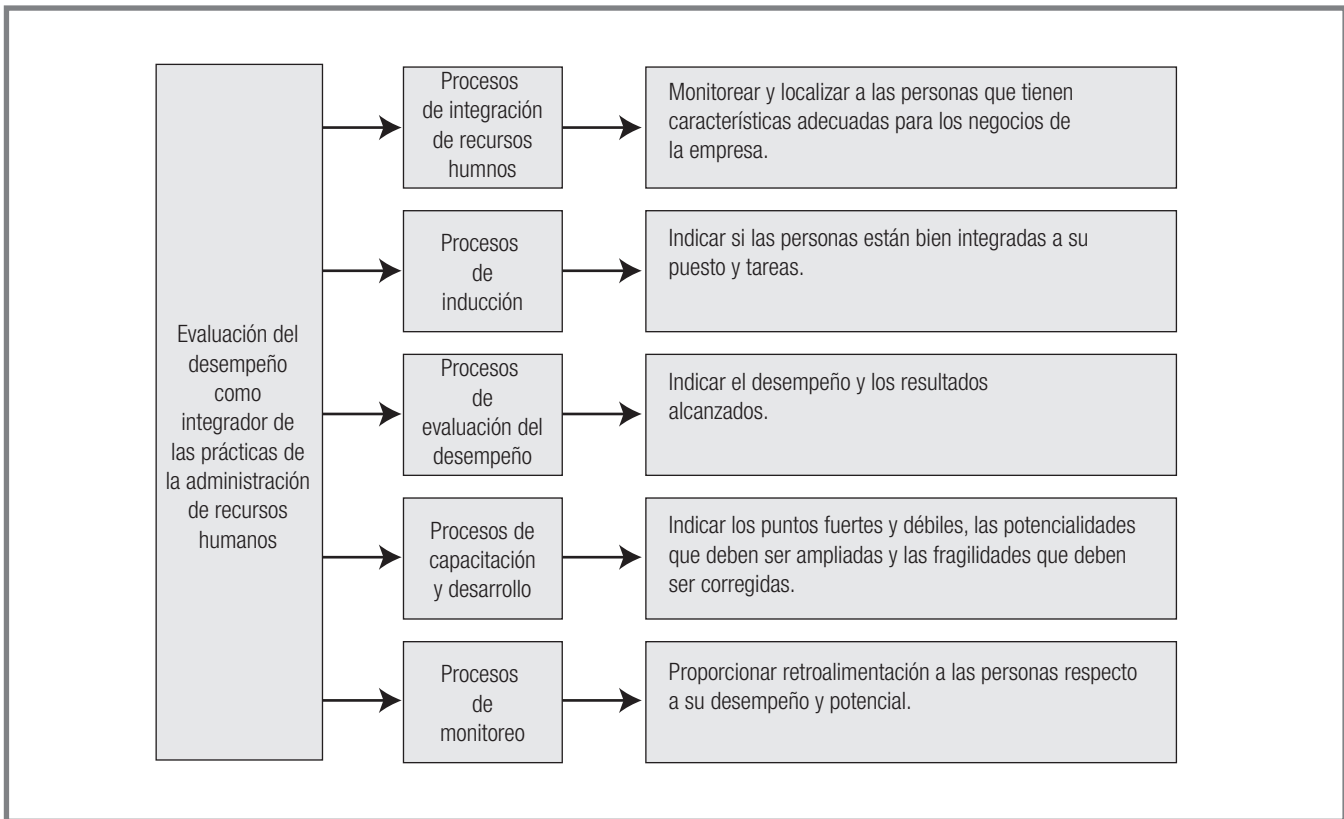 Evaluación del
desempeño
como
integrador de
las prácticas de
la administración
de recursos
humanos
Procesos
de integración
de recursos
humnos
Monitorear y localizar a las personas que tienen
características adecuadas para los negocios de
la empresa.
Procesos
de
inducción
Indicar si las personas están bien integradas a su
puesto y tareas.
Procesos
de
evaluación del
desempeño
Indicar el desempeño y los resultados
alcanzados.
Procesos de
capacitación
y desarrollo
Indicar los puntos fuertes y débiles, las potencialidades
que deben ser ampliadas y las fragilidades que deben
ser corregidas.
Procesos
de
monitoreo
Proporcionar retroalimentación a las personas respecto
a su desempeño y potencial.